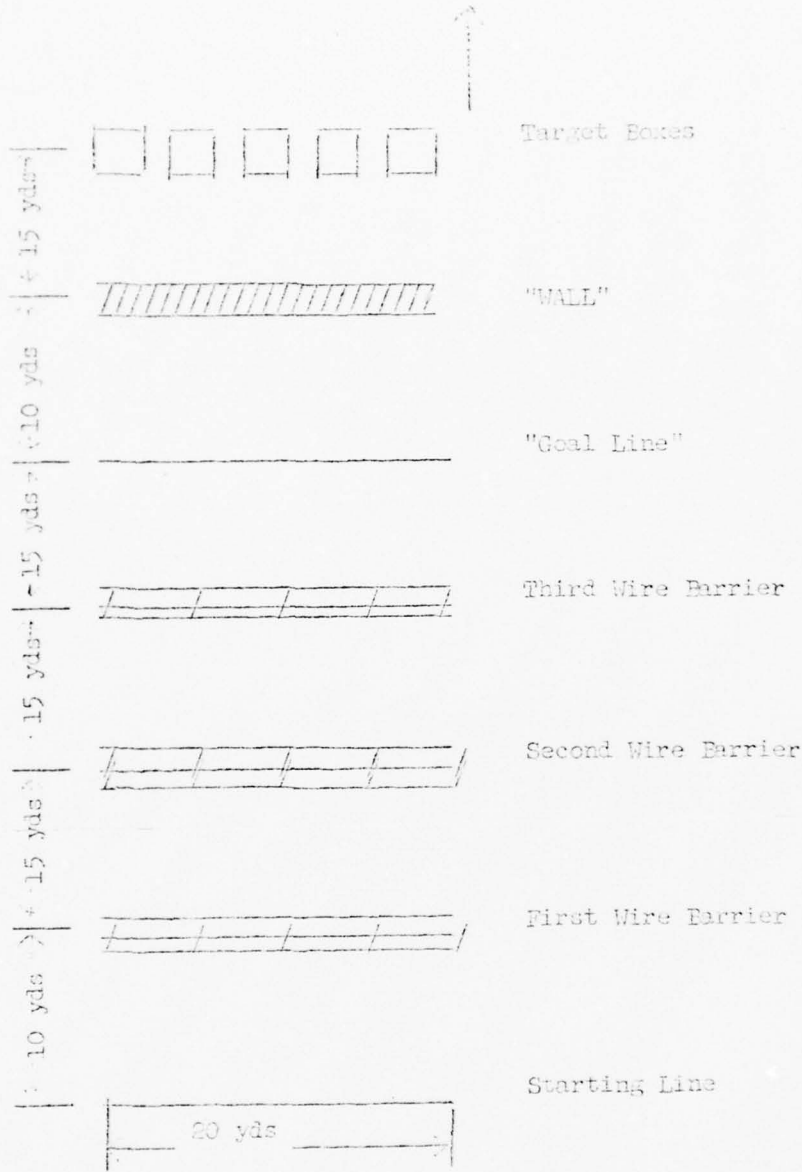 Target Boxes
15 yds
"WALL"
10 yds
"Goal Line"
15 yds
Third Wire Barrier
15 yds
Second Wire Barrier
15 yds
First Wire Barrier
10 yds
Starting Line
20 yds